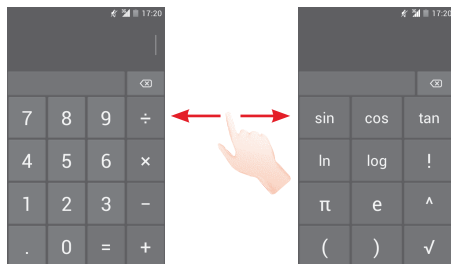 17:20
7 8 9 ÷
4 5 6 ×
1 2 3 −
. 0 = +
17:20
sin cos tan
ln log !
π e ^
( ) √